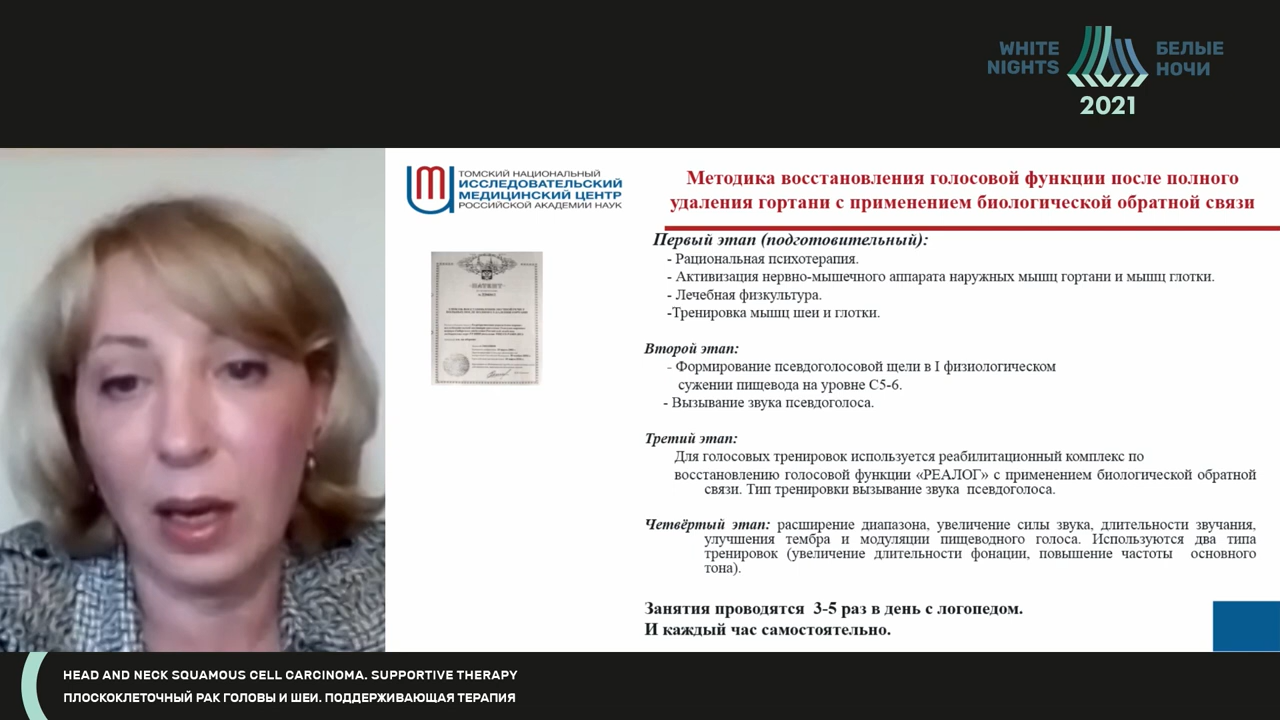 WHITE
NIGHTS
БЕЛЫЕ
НОЧИ
2021
ТОМСКИЙ НАЦИОНАЛЬНЫЙ
ИССЛЕДОВАТЕЛЬСКИЙ
МЕДИЦИНСКИЙ ЦЕНТР
РОССИЙСКОЙ АКАДЕМИИ НАУК
Методика восстановления голосовой функции после полного
удаления гортани с применением биологической обратной связи
ПАТЕНТ
Первый этап (подготовительный):
- Рациональная психотерапия.
- Активизация нервно-мышечного аппарата наружных мышц гортани и мышц глотки.
- Лечебная физкультура.
-Тренировка мышц шеи и глотки.
Второй этап:
- Формирование псевдоголосовой щели в I физиологическом
сужении пищевода на уровне С5-6.
- Вызывание звука псевдоголоса.
Третий этап:
Для голосовых тренировок используется реабилитационный комплекс по
восстановлению голосовой функции «РЕАЛОГ» с применением биологической обратной
связи. Тип тренировки вызывание звука псевдоголоса.
Четвёртый этап: расширение диапазона, увеличение силы звука, длительности звучания,
улучшения тембра и модуляции пищеводного голоса. Используются два типа
тренировок (увеличение длительности фонации, повышение частоты основного
тона).
Занятия проводятся 3-5 раз в день с логопедом.
И каждый час самостоятельно.
HEAD AND NECK SQUAMOUS CELL CARCINOMA. SUPPORTIVE THERAPY
ПЛОСКОКЛЕТОЧНЫЙ РАК ГОЛОВЫ И ШЕИ. ПОДДЕРЖИВАЮЩАЯ ТЕРАПИЯ